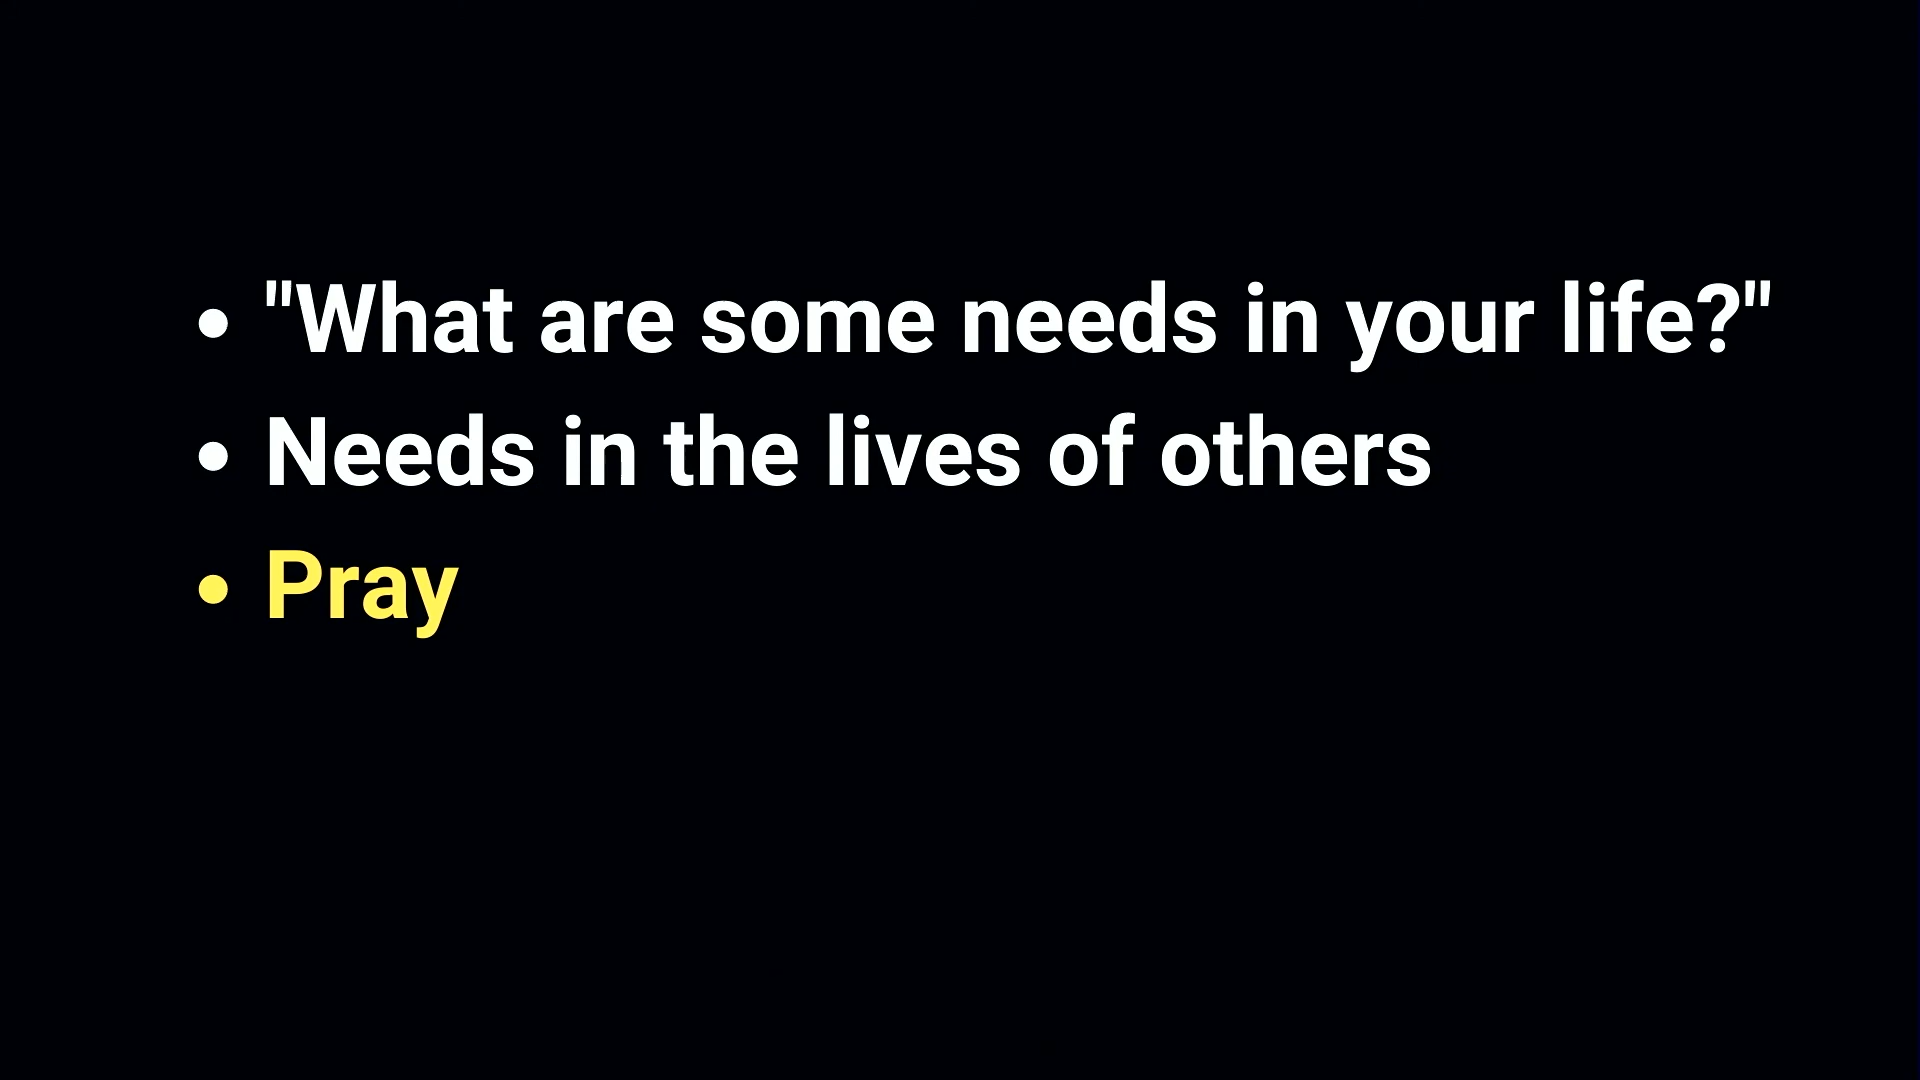 • "What are some needs in your life?"
• Needs in the lives of others
• Pray